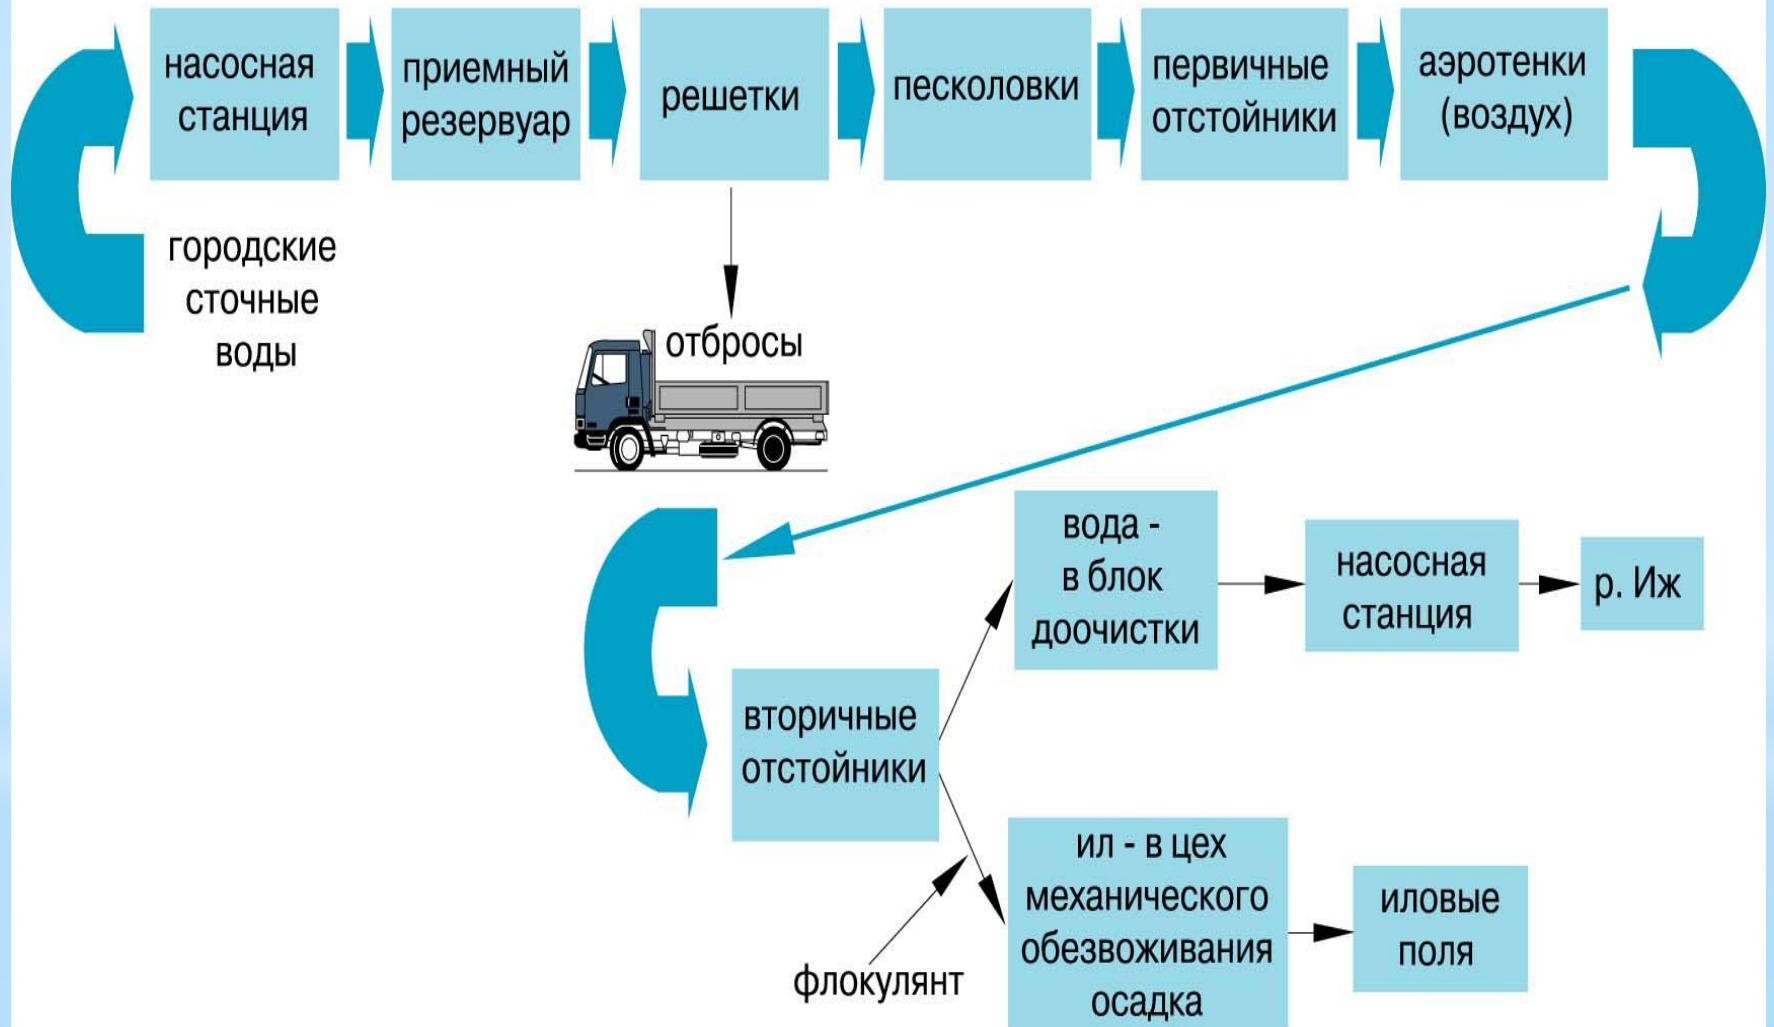 насосная
станция
приемный
резервуар
решетки
песколовки
первичные
отстойники
аэротенки
(воздух)
городские
сточные
воды
отбросы
вода -
в блок
доочистки
насосная
станция
р. Иж
вторичные
отстойники
ил - в цех
механического
обезвоживания
осадка
иловые
поля
флокулянт